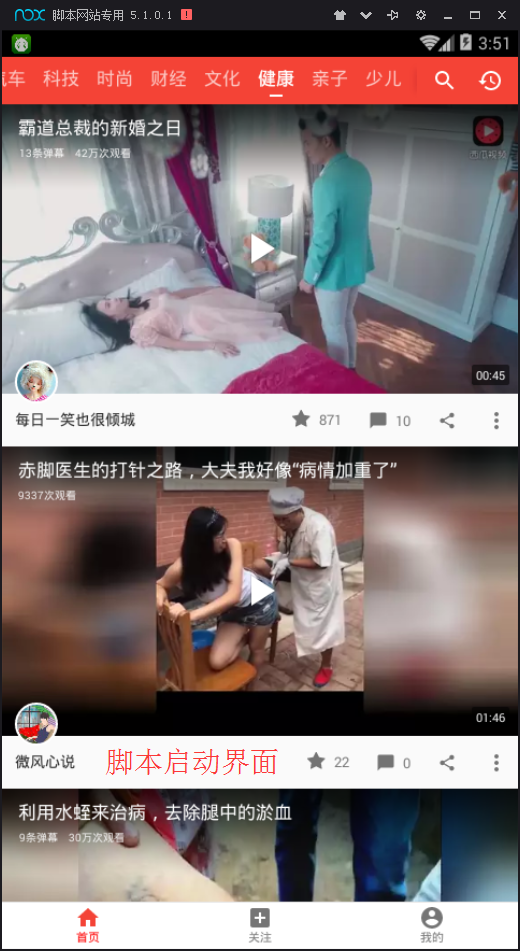 nox 脚本网站专用 5.1.0.1
3:51
汽车 科技 时尚 财经 文化 健康 亲子 少儿
霸道总裁的新婚之日
13条弹幕 42万次观看
西瓜视频
00:45
每日一笑也很倾城 871 10
赤脚医生的打针之路，大夫我好像“病情加重了”
9337次观看
01:46
微风心说 脚本启动界面 22 0
利用水蛭来治病，去除腿中的淤血
9条弹幕 30万次观看
首页 关注 我的